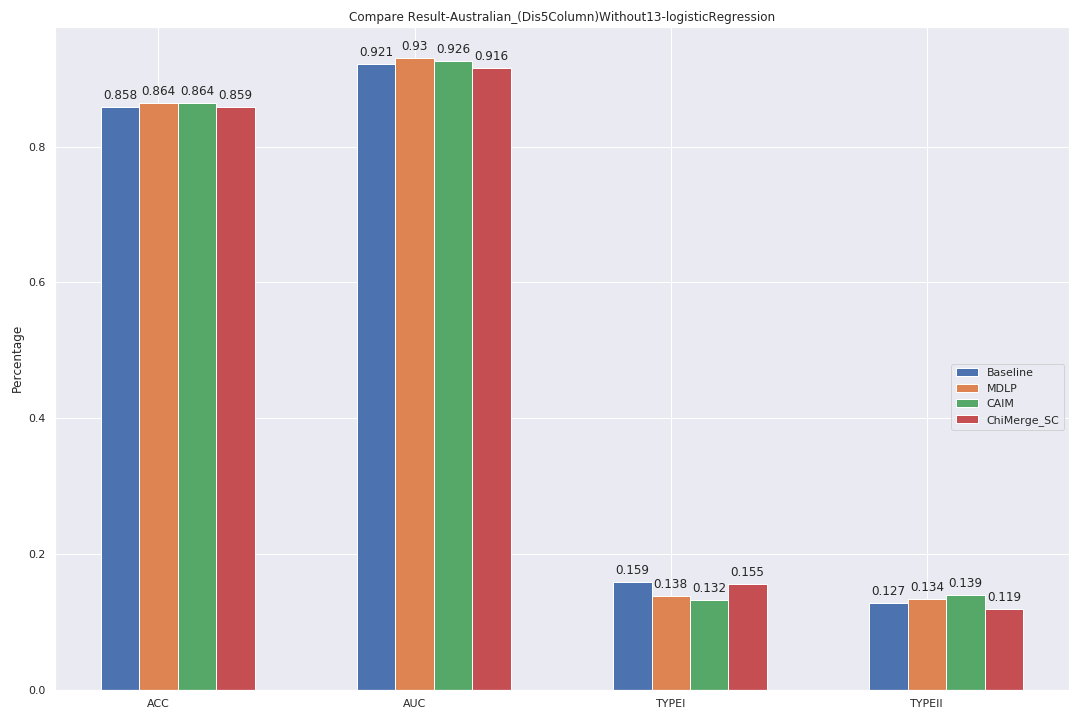 Compare Result-Australian_(Dis5Column)Without13-logisticRegression
0.858 0.864 0.864 0.859
0.921 0.93 0.926 0.916
0.159 0.138 0.132 0.155
0.127 0.134 0.139 0.119
0.8
0.6
0.4
0.2
0.0
Percentage
Baseline
MDLP
CAIM
ChiMerge_SC
ACC AUC TYPEI TYPEII